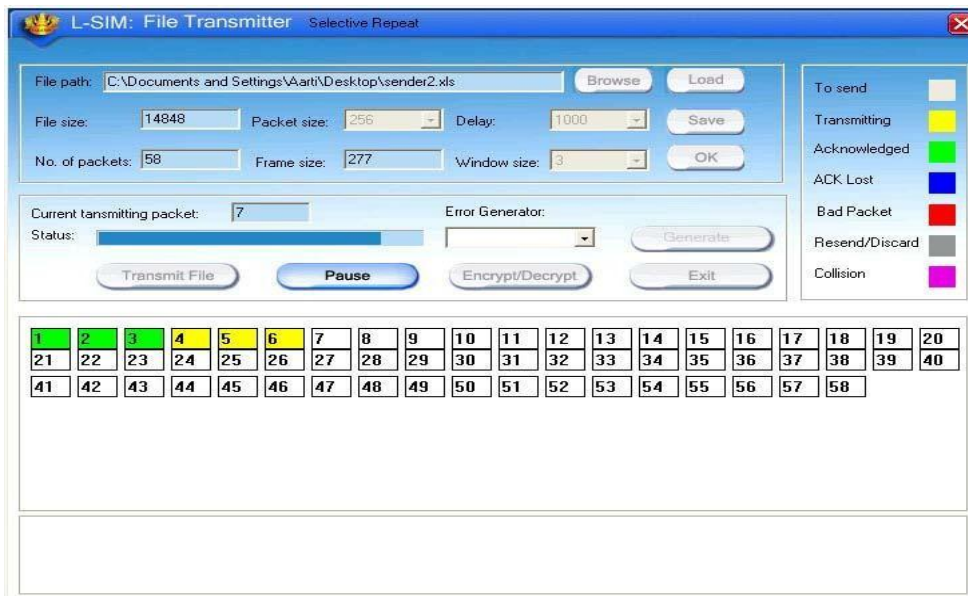 L-SIM: File Transmitter Selective Repeat
File path: C:\Documents and Settings\Aarti\Desktop\sender2.xls Browse Load
File size: 14848 Packet size: 256 Delay: 1000 Save
No. of packets: 58 Frame size: 277 Window size: 3 OK
To send
Transmitting
Acknowledged
ACK Lost
Bad Packet
Resend/Discard
Collision
Current tansmitting packet: 7 Error Generator:
Status: Generate
Transmit File Pause Encrypt/Decrypt Exit
1 2 3 4 5 6 7 8 9 10 11 12 13 14 15 16 17 18 19 20
21 22 23 24 25 26 27 28 29 30 31 32 33 34 35 36 37 38 39 40
41 42 43 44 45 46 47 48 49 50 51 52 53 54 55 56 57 58